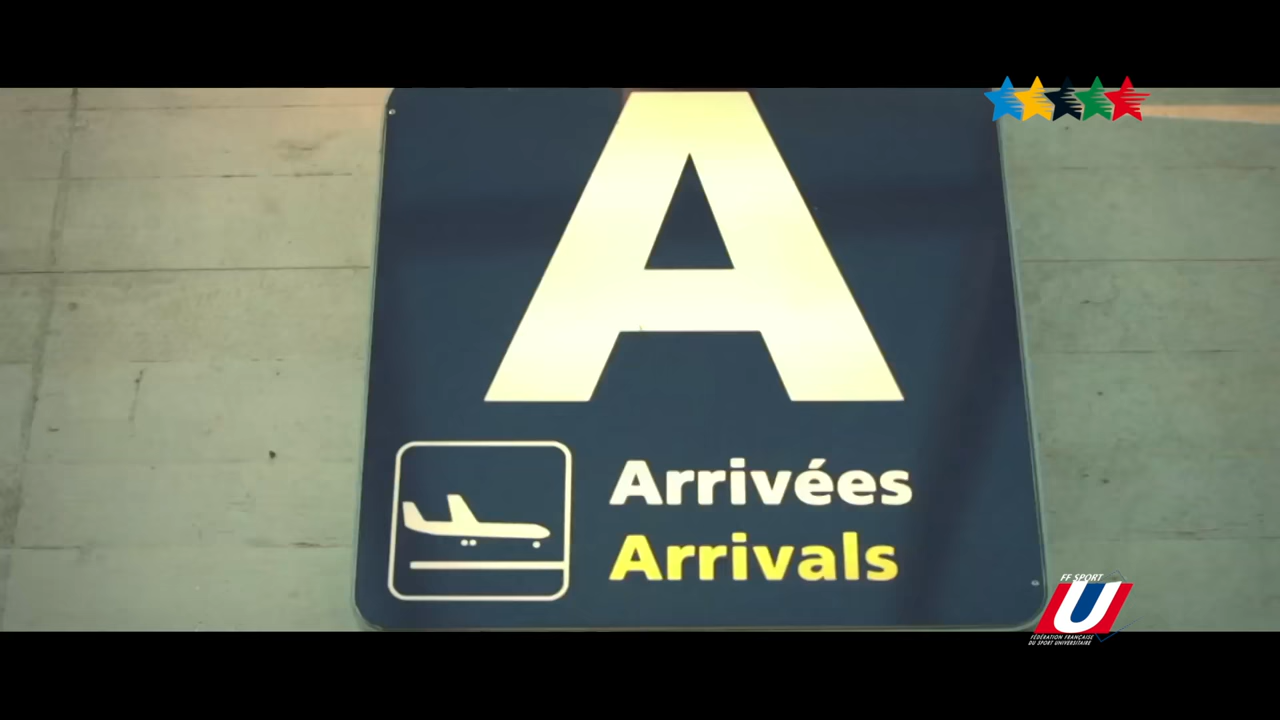 A
Arrivées
Arrivals
FF SPORT
U
FÉDÉRATION FRANÇAISE
DU SPORT UNIVERSITAIRE